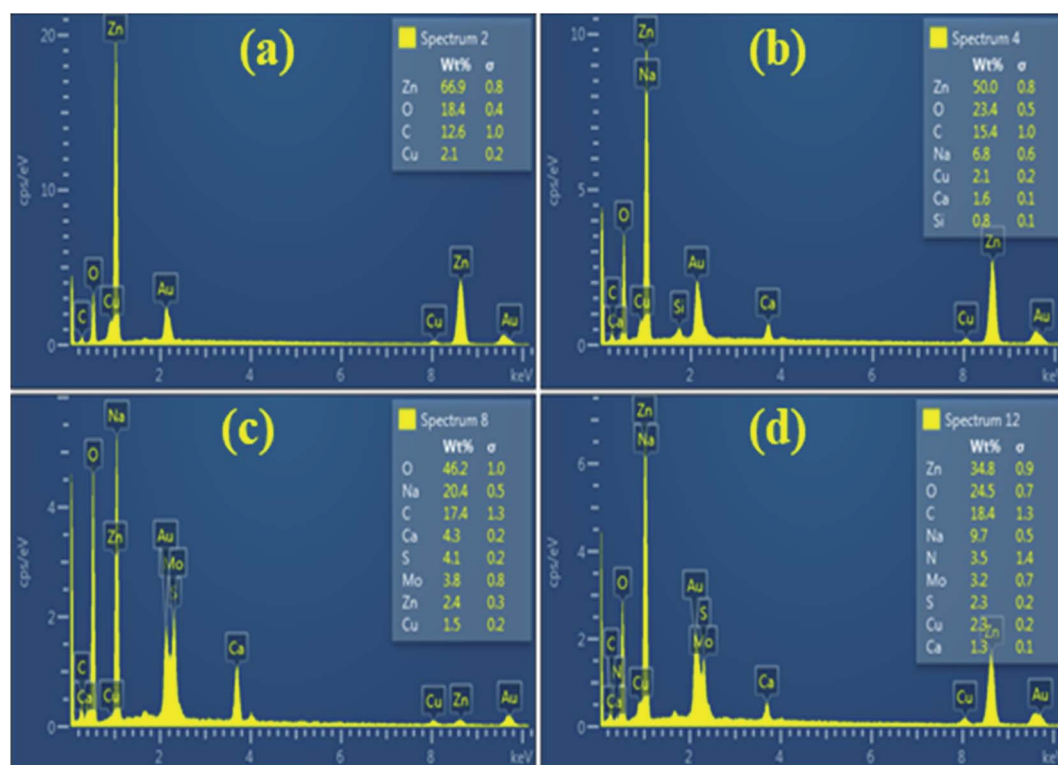 (a)
Spectrum 2
Wt% σ
Zn 66.9 0.8
O 18.4 0.4
C 12.6 1.0
Cu 2.1 0.2
20
10
0
cps/eV
Zn
O
Cu
C
Au
Zn
Cu
Au
2 4 6 8 keV
(b)
Spectrum 4
Wt% σ
Zn 50.0 0.8
O 23.4 0.5
C 15.4 1.0
Na 6.8 0.6
Cu 2.1 0.2
Ca 1.6 0.1
Si 0.8 0.1
10
5
0
cps/eV
Zn
Na
O
C
Ca
Cu
Si
Au
Ca
Zn
Cu
Au
2 4 6 8 keV
(c)
Spectrum 8
Wt% σ
O 46.2 1.0
Na 20.4 0.5
C 17.4 1.3
Ca 4.3 0.2
S 4.1 0.2
Mo 3.8 0.8
Zn 2.4 0.3
Cu 1.5 0.2
4
2
0
cps/eV
Na
O
Zn
Au
Mo
S
C
Ca
Cu
Ca
Cu
Zn
Au
2 4 6 8 keV
(d)
Spectrum 12
Wt% σ
Zn 34.8 0.9
O 24.5 0.7
C 18.4 1.3
Na 9.7 0.5
N 3.5 1.4
Mo 3.2 0.7
S 2.3 0.2
Cu 2.3 0.2
Ca 1.3 0.1
6
4
2
0
cps/eV
Zn
Na
O
Au
S
Mo
C
N
Ca
Cu
Ca
Zn
Cu
Au
2 4 6 8 keV